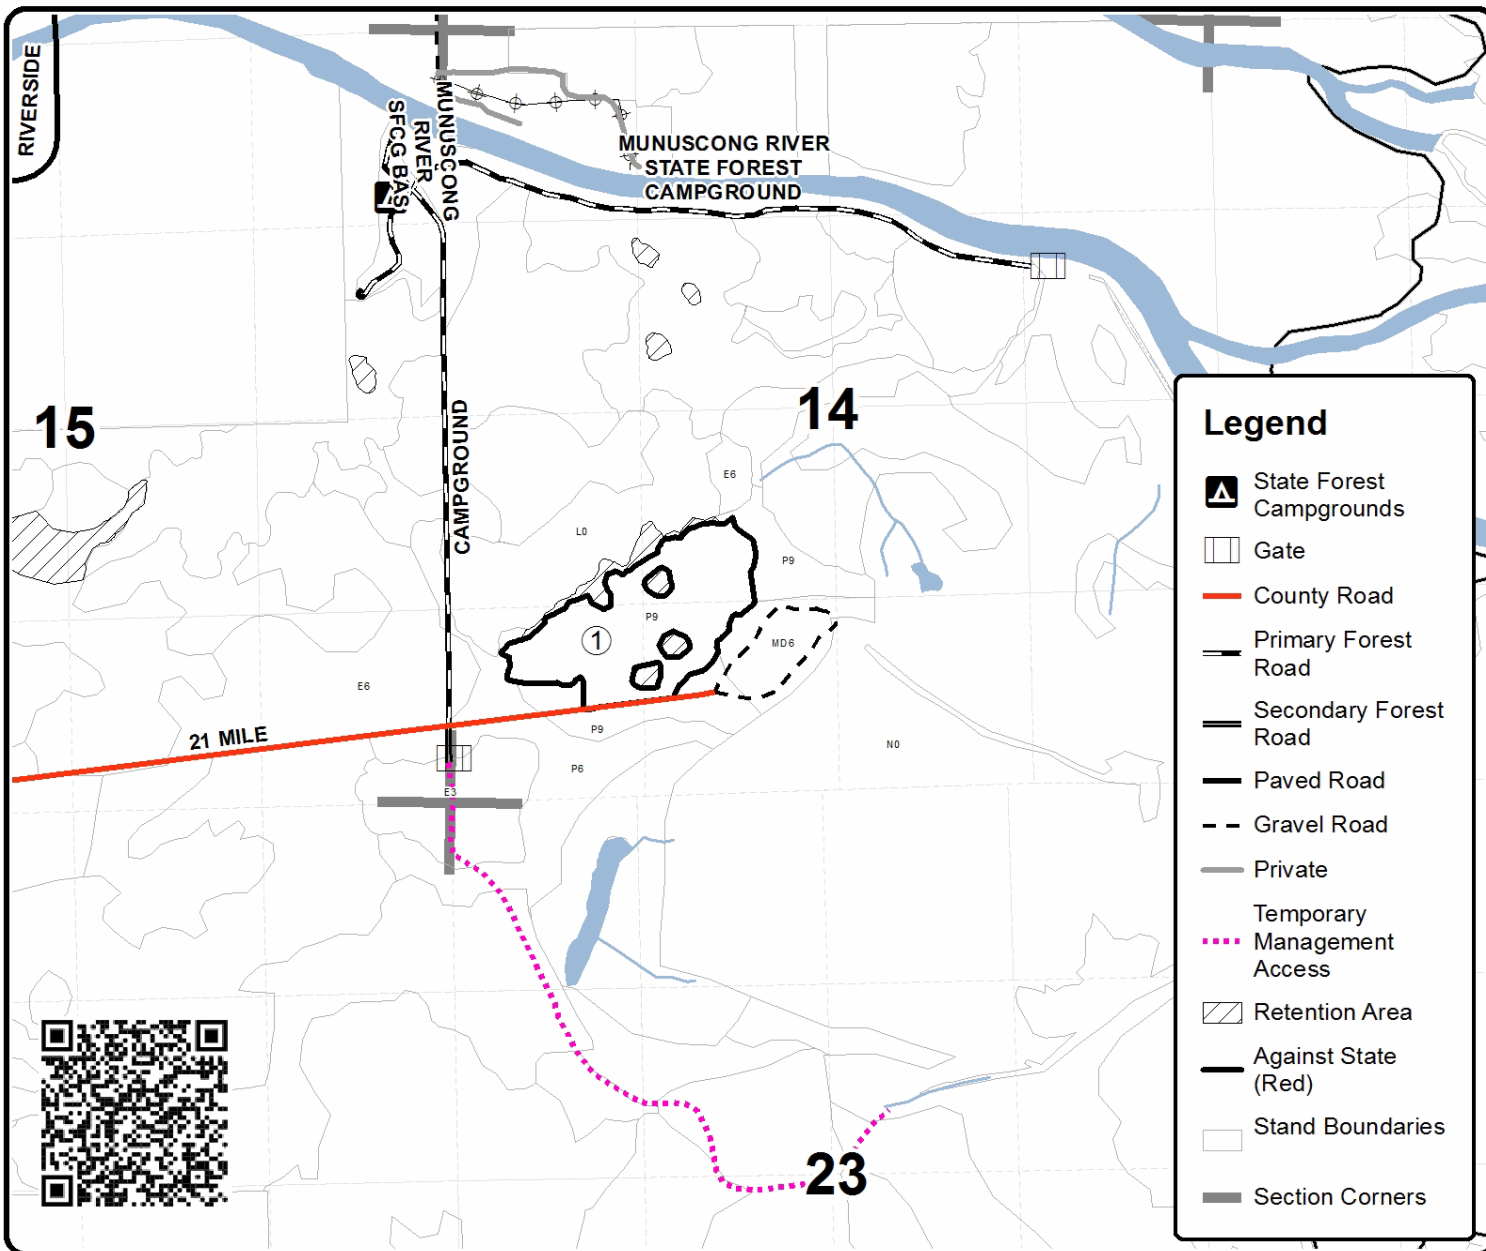 RIVERSIDE
MUNUSCONG
RIVER
SFCG BAS
MUNUSCONG RIVER
STATE FOREST
CAMPGROUND
15
14
CAMPGROUND
E6
L0
P9
P9
1
MD6
E6
21 MILE
P9
N0
P6
E3
23
Legend
State Forest
Campgrounds
Gate
County Road
Primary Forest
Road
Secondary Forest
Road
Paved Road
Gravel Road
Private
Temporary
Management
Access
Retention Area
Against State
(Red)
Stand Boundaries
Section Corners